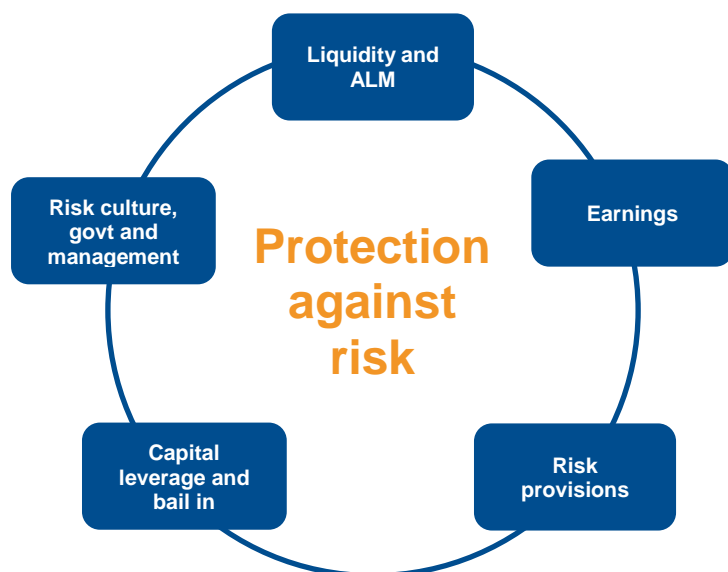 Liquidity and
ALM
Earnings
Risk culture,
govt and
management
Protection
against
risk
Capital
leverage and
bail in
Risk
provisions